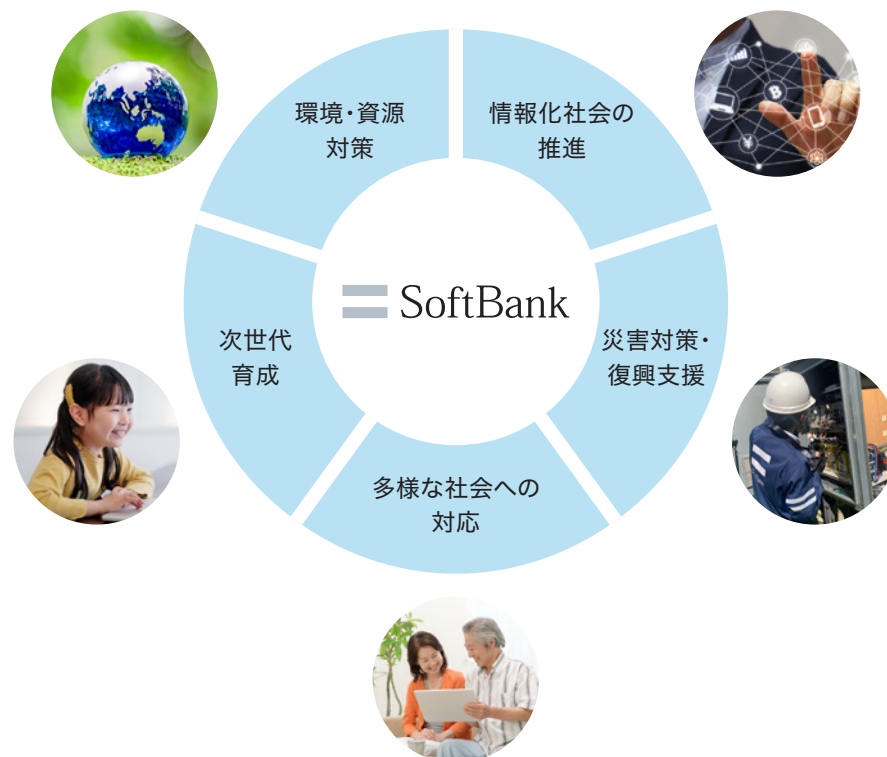 環境・資源
対策
情報化社会の
推進
SoftBank
次世代
育成
災害対策・
復興支援
多様な社会への
対応